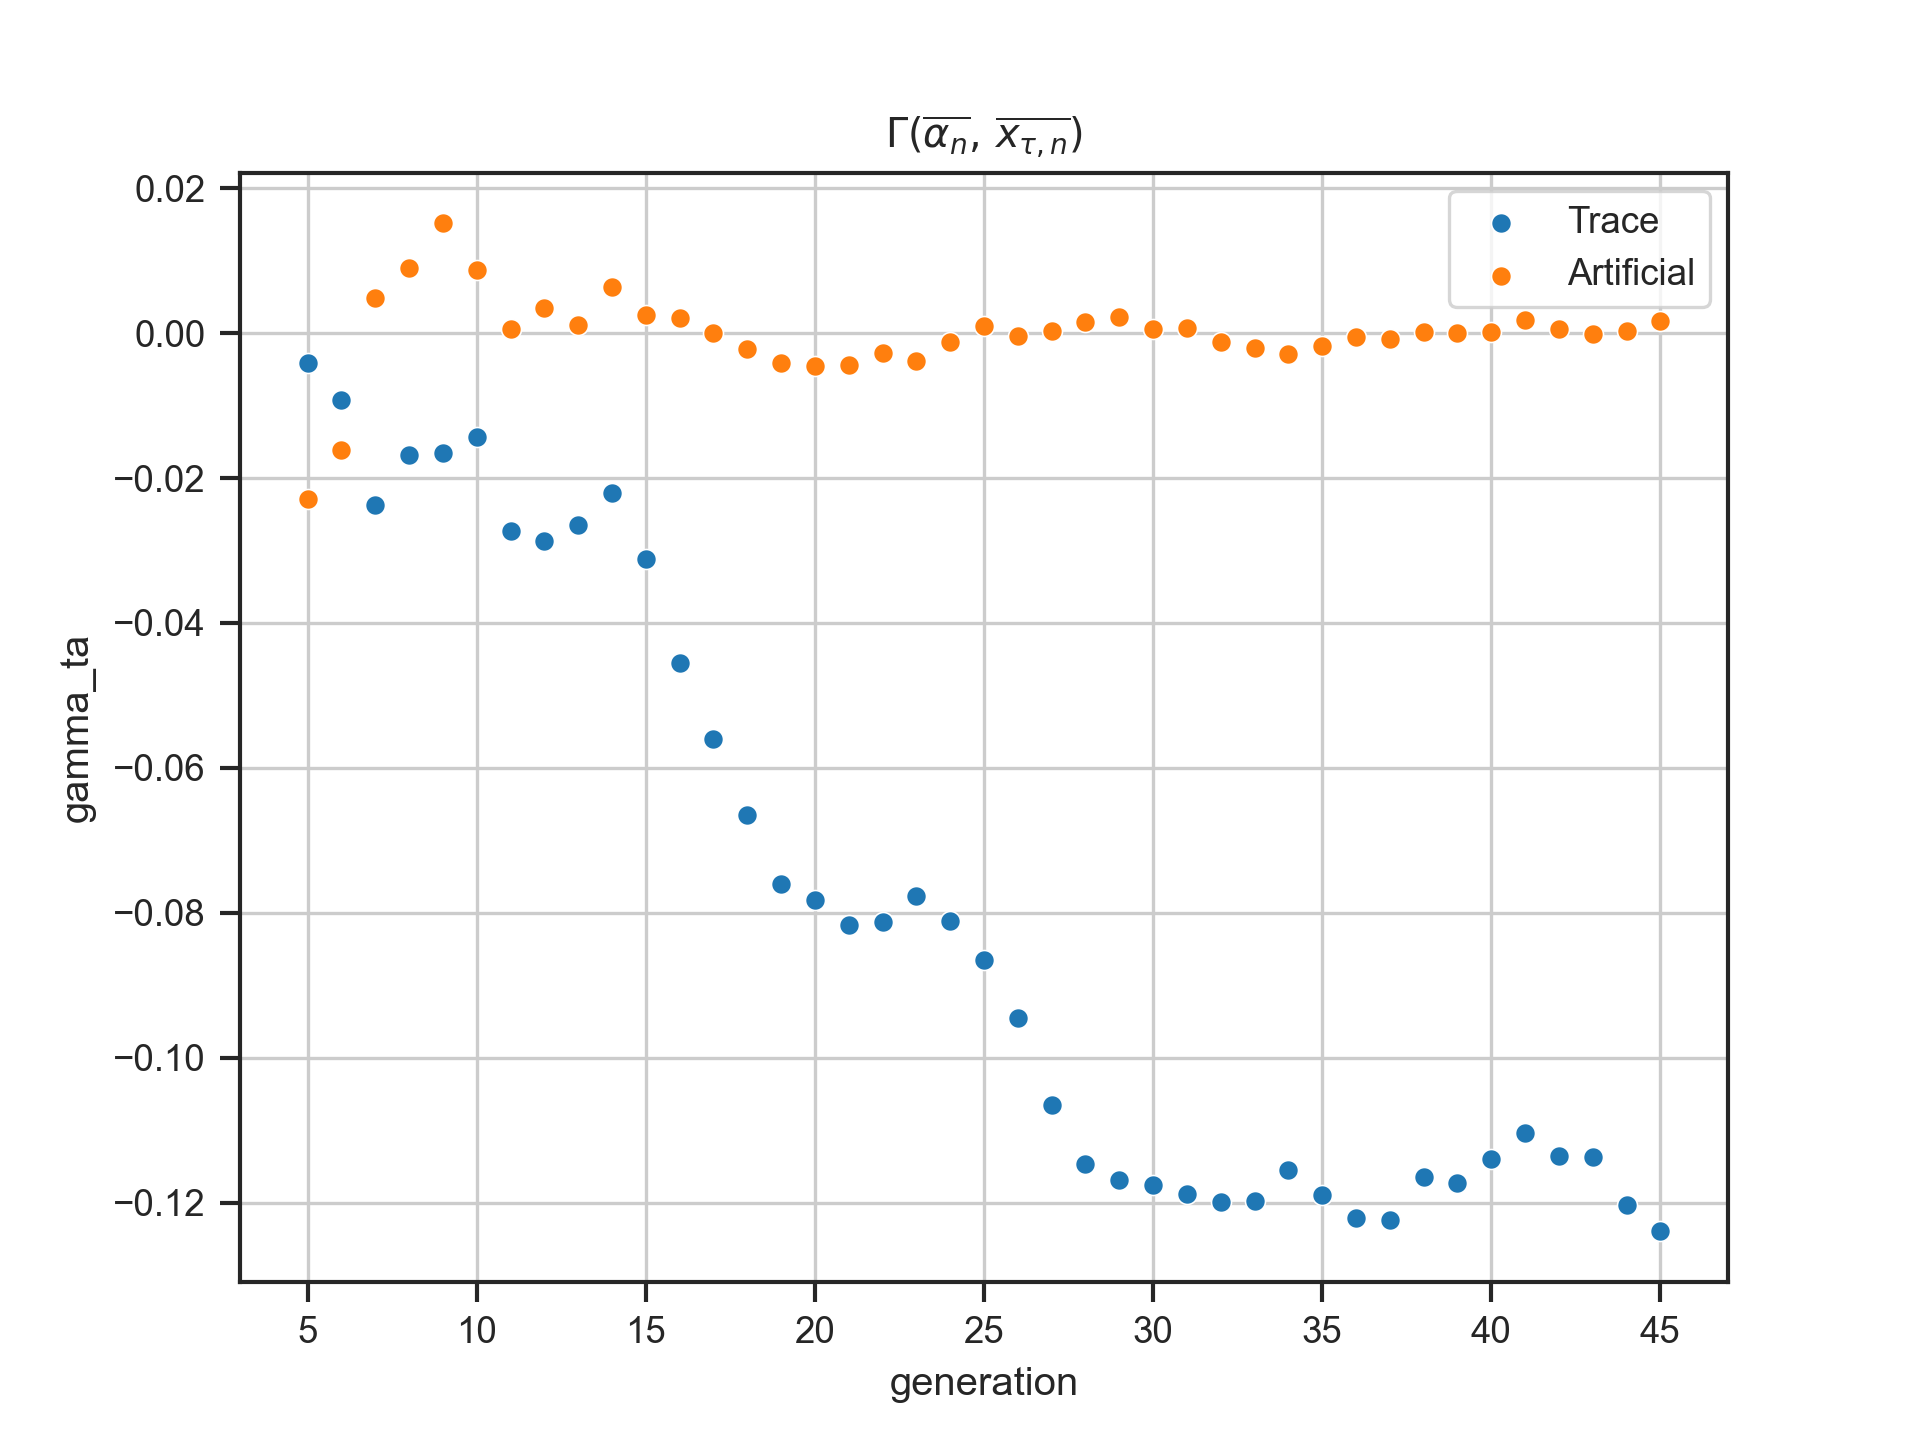 Γ(α̅ₙ, x̅_τ,ₙ)
0.02
0.00
−0.02
−0.04
−0.06
−0.08
−0.10
−0.12
gamma_ta
Trace
Artificial
5 10 15 20 25 30 35 40 45
generation